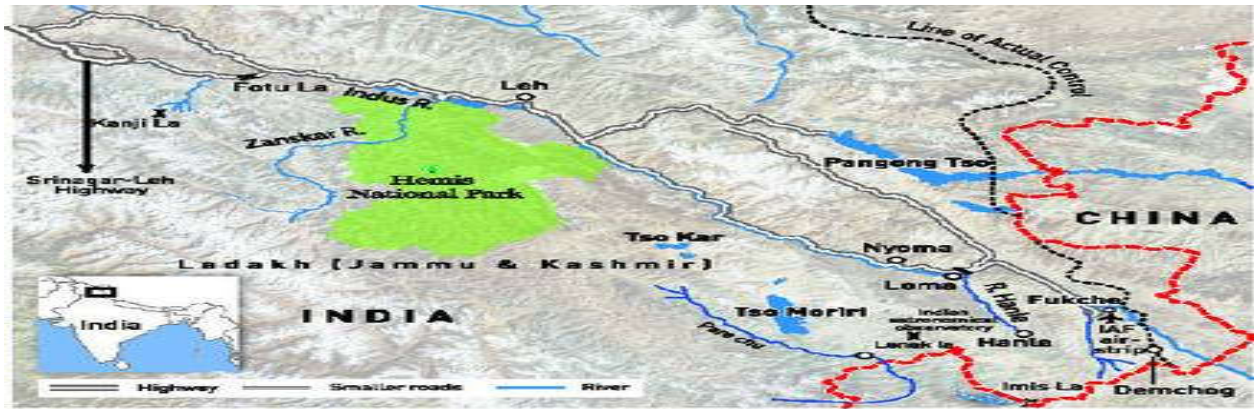 Line of Actual Control
Leh
Fotu La
Indus R.
Kanji La
Zanskar R.
Pangong Tso
Srinagar-Leh
Highway
Hemis
National Park
CHINA
Tso Kar
Nyoma
Ladakh (Jammu & Kashmir)
Loma
R. Hanle
Fukche
INDIA
Tso Moriri
Indian
astronomical
observatory
IAF
air-
strip
India
Pare chu
Hanle
Lanak la
Imis La
Demchog
Highway
Smaller roads
River